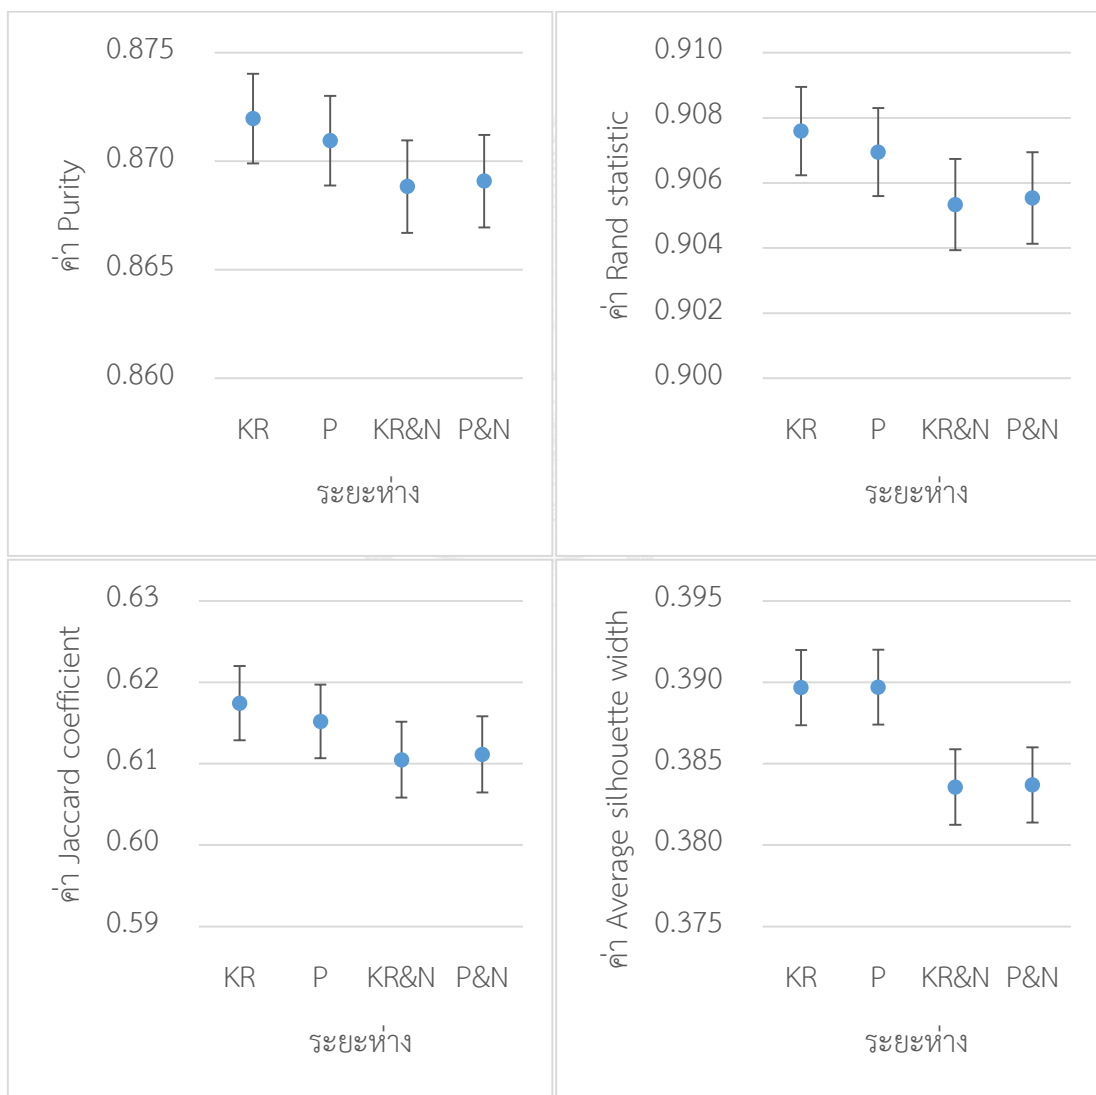 ค่า Purity
0.875
0.870
0.865
0.860
KR P KR&N P&N
ระยะห่าง
ค่า Rand statistic
0.910
0.908
0.906
0.904
0.902
0.900
KR P KR&N P&N
ระยะห่าง
ค่า Jaccard coefficient
0.63
0.62
0.61
0.60
0.59
KR P KR&N P&N
ระยะห่าง
ค่า Average silhouette width
0.395
0.390
0.385
0.380
0.375
KR P KR&N P&N
ระยะห่าง